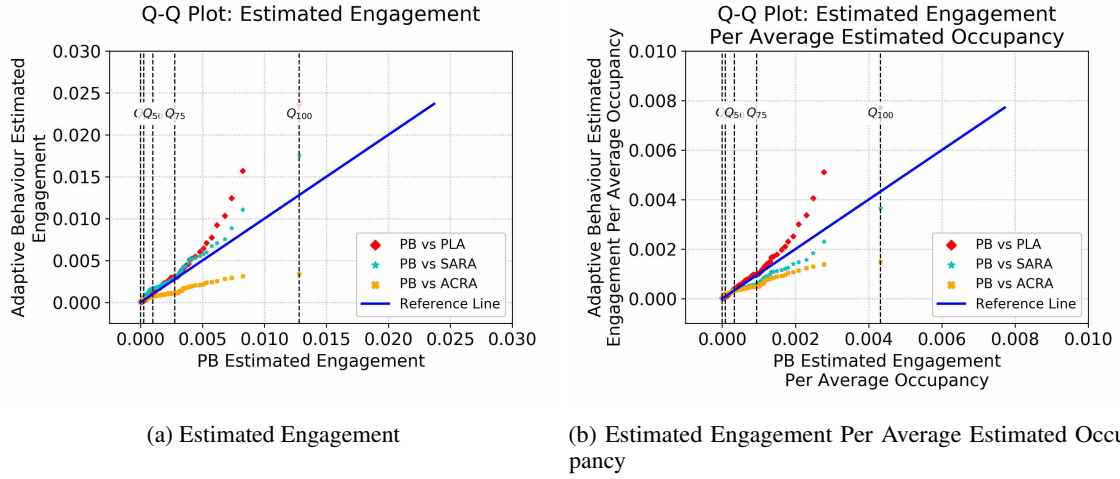 Q-Q Plot: Estimated Engagement
Adaptive Behaviour Estimated
Engagement
0.030
0.025
0.020
0.015
0.010
0.005
0.000
Q50
Q75
Q100
PB vs PLA
PB vs SARA
PB vs ACRA
Reference Line
0.000 0.005 0.010 0.015 0.020 0.025 0.030
PB Estimated Engagement
(a) Estimated Engagement
Q-Q Plot: Estimated Engagement
Per Average Estimated Occupancy
Adaptive Behaviour Estimated
Engagement Per Average Occupancy
0.010
0.008
0.006
0.004
0.002
0.000
Q75
Q100
PB vs PLA
PB vs SARA
PB vs ACRA
Reference Line
0.000 0.002 0.004 0.006 0.008 0.010
PB Estimated Engagement
Per Average Occupancy
(b) Estimated Engagement Per Average Estimated Occu
pancy